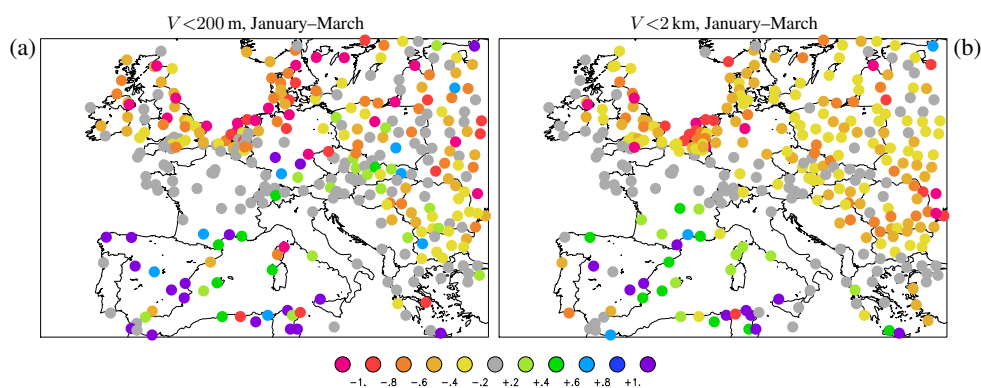 V < 200 m, January–March
V < 2 km, January–March
(a)
(b)
-1. -.8 -.6 -.4 -.2 +.2 +.4 +.6 +.8 +1.